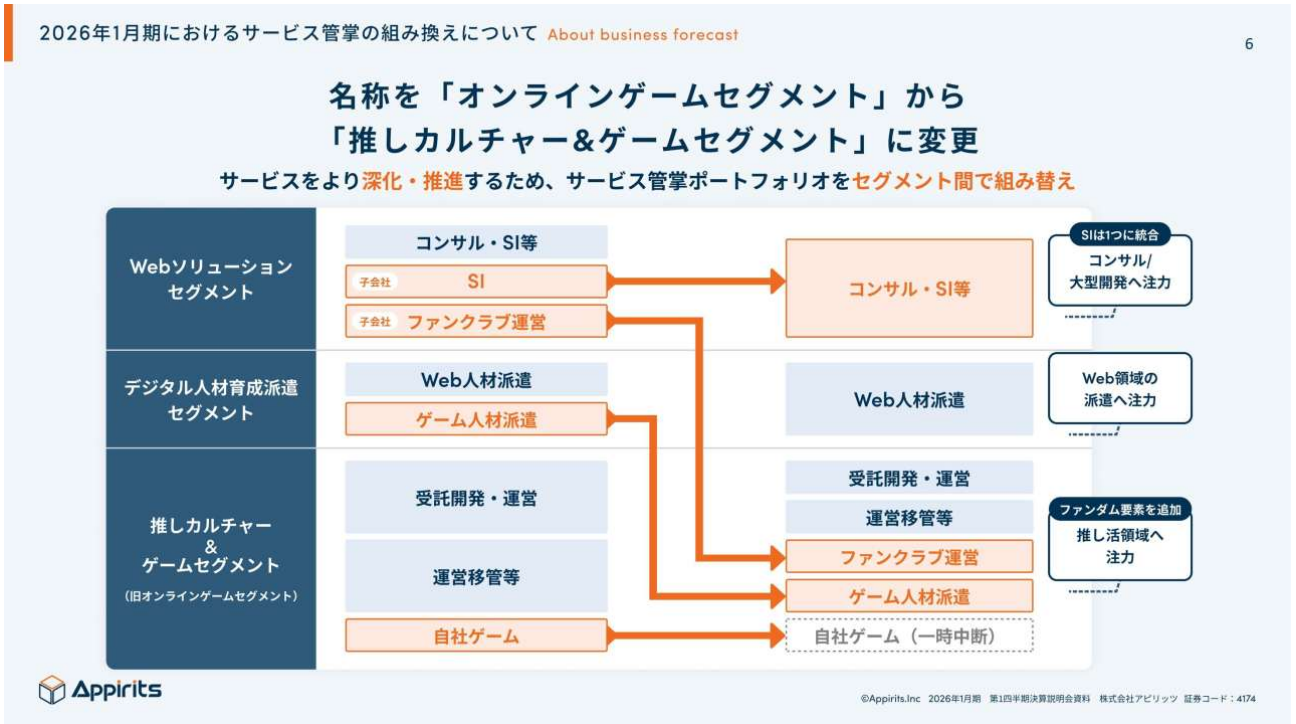 2026年1月期におけるサービス管掌の組み換えについて About business forecast
6
名称を「オンラインゲームセグメント」から
「推しカルチャー&ゲームセグメント」に変更
サービスをより深化・推進するため、サービス管掌ポートフォリオをセグメント間で組み替え
Webソリューション
セグメント
コンサル・SI等
子会社 SI
子会社 ファンクラブ運営
コンサル・SI等
SIは1つに統合
コンサル/
大型開発へ注力
デジタル人材育成派遣
セグメント
Web人材派遣
ゲーム人材派遣
Web人材派遣
Web領域の
派遣へ注力
推しカルチャー
&
ゲームセグメント
(旧オンラインゲームセグメント)
受託開発・運営
運営移管等
自社ゲーム
受託開発・運営
運営移管等
ファンクラブ運営
ゲーム人材派遣
自社ゲーム（一時中断）
ファンダム要素を追加
推し活領域へ
注力
Appirits
©Appirits.Inc 2026年1月期 第1四半期決算説明会資料 株式会社アピリッツ 証券コード：4174